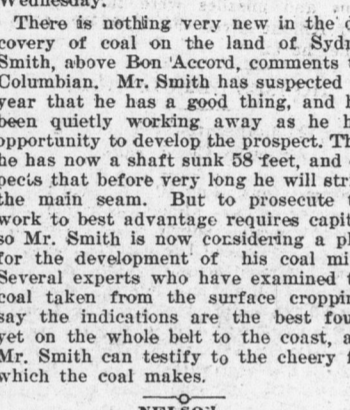 Wednesday.
There is nothing very new in the d
covery of coal on the land of Sydn
Smith, above Bon Accord, comments t
Columbian. Mr. Smith has suspected
year that he has a good thing, and h
been quietly working away as he h
opportunity to develop the prospect. Th
he has now a shaft sunk 58 feet, and
pects that before very long he will stri
the main seam. But to prosecute t
work to best advantage requires capit
so Mr. Smith is now considering a pl
for the development of his coal mi
Several experts who have examined t
coal taken from the surface croppin
say the indications are the best fou
yet on the whole belt to the coast, a
Mr. Smith can testify to the cheery f
which the coal makes.
NELSON